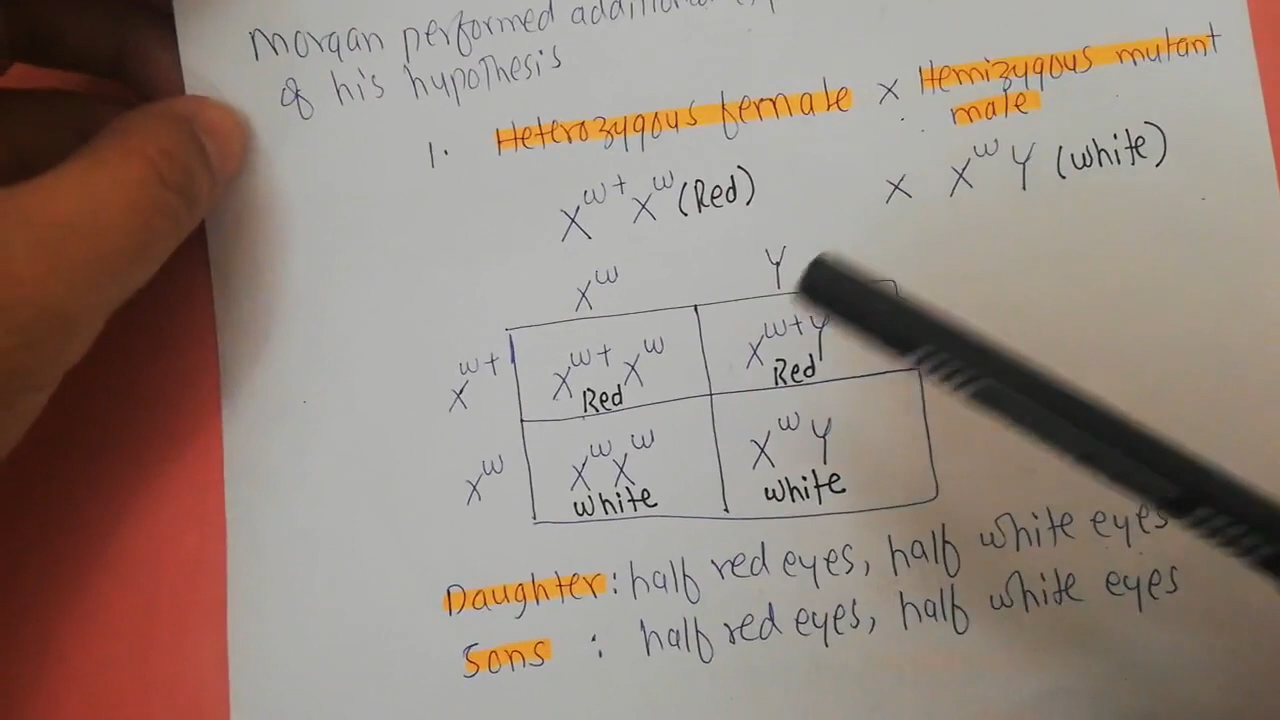 Morgan performed additional
of his hypothesis
1. Heterozygous female × Hemizygous mutant male
X^w+ X^w (Red) × X^w Y (white)
X^w Y
X^w+ X^w+ X^w Red X^w+ Y Red
X^w X^w X^w white X^w Y white
Daughter: half red eyes, half white eyes
Sons : half red eyes, half white eyes